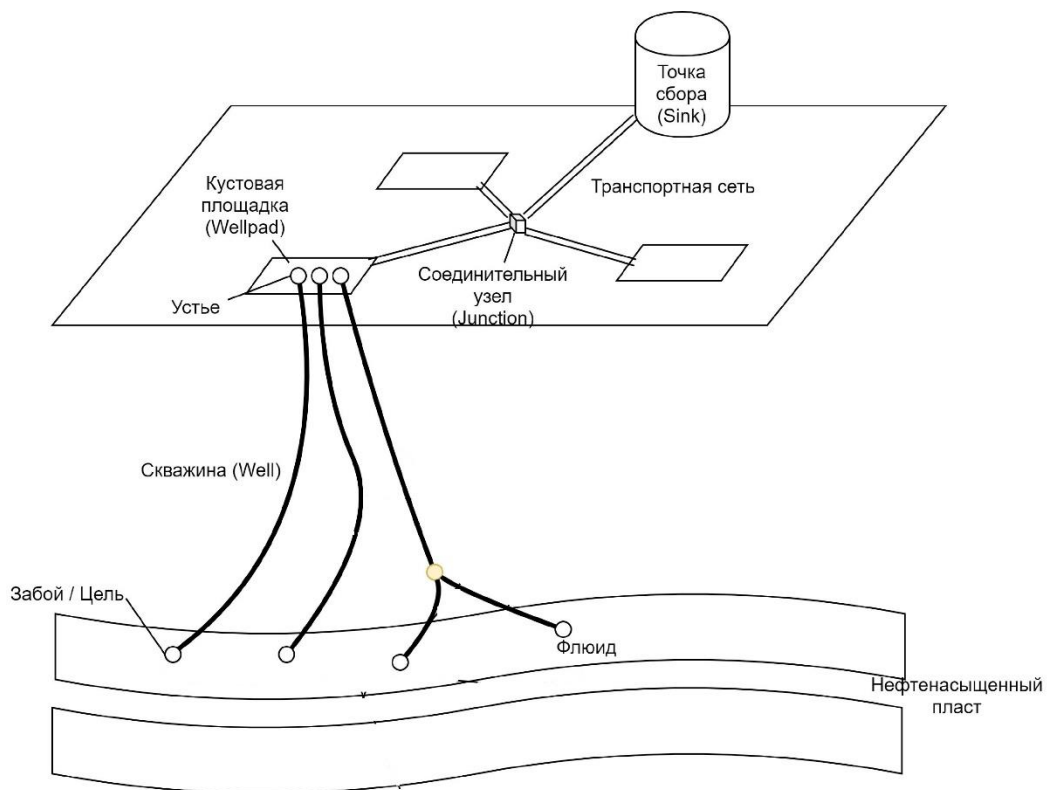 Точка
сбора
(Sink)
Транспортная сеть
Кустовая
площадка
(Wellpad)
Соединительный
узел
(Junction)
Устье
Скважина (Well)
Забой / Цель
Флюид
Нефтенасыщенный
пласт